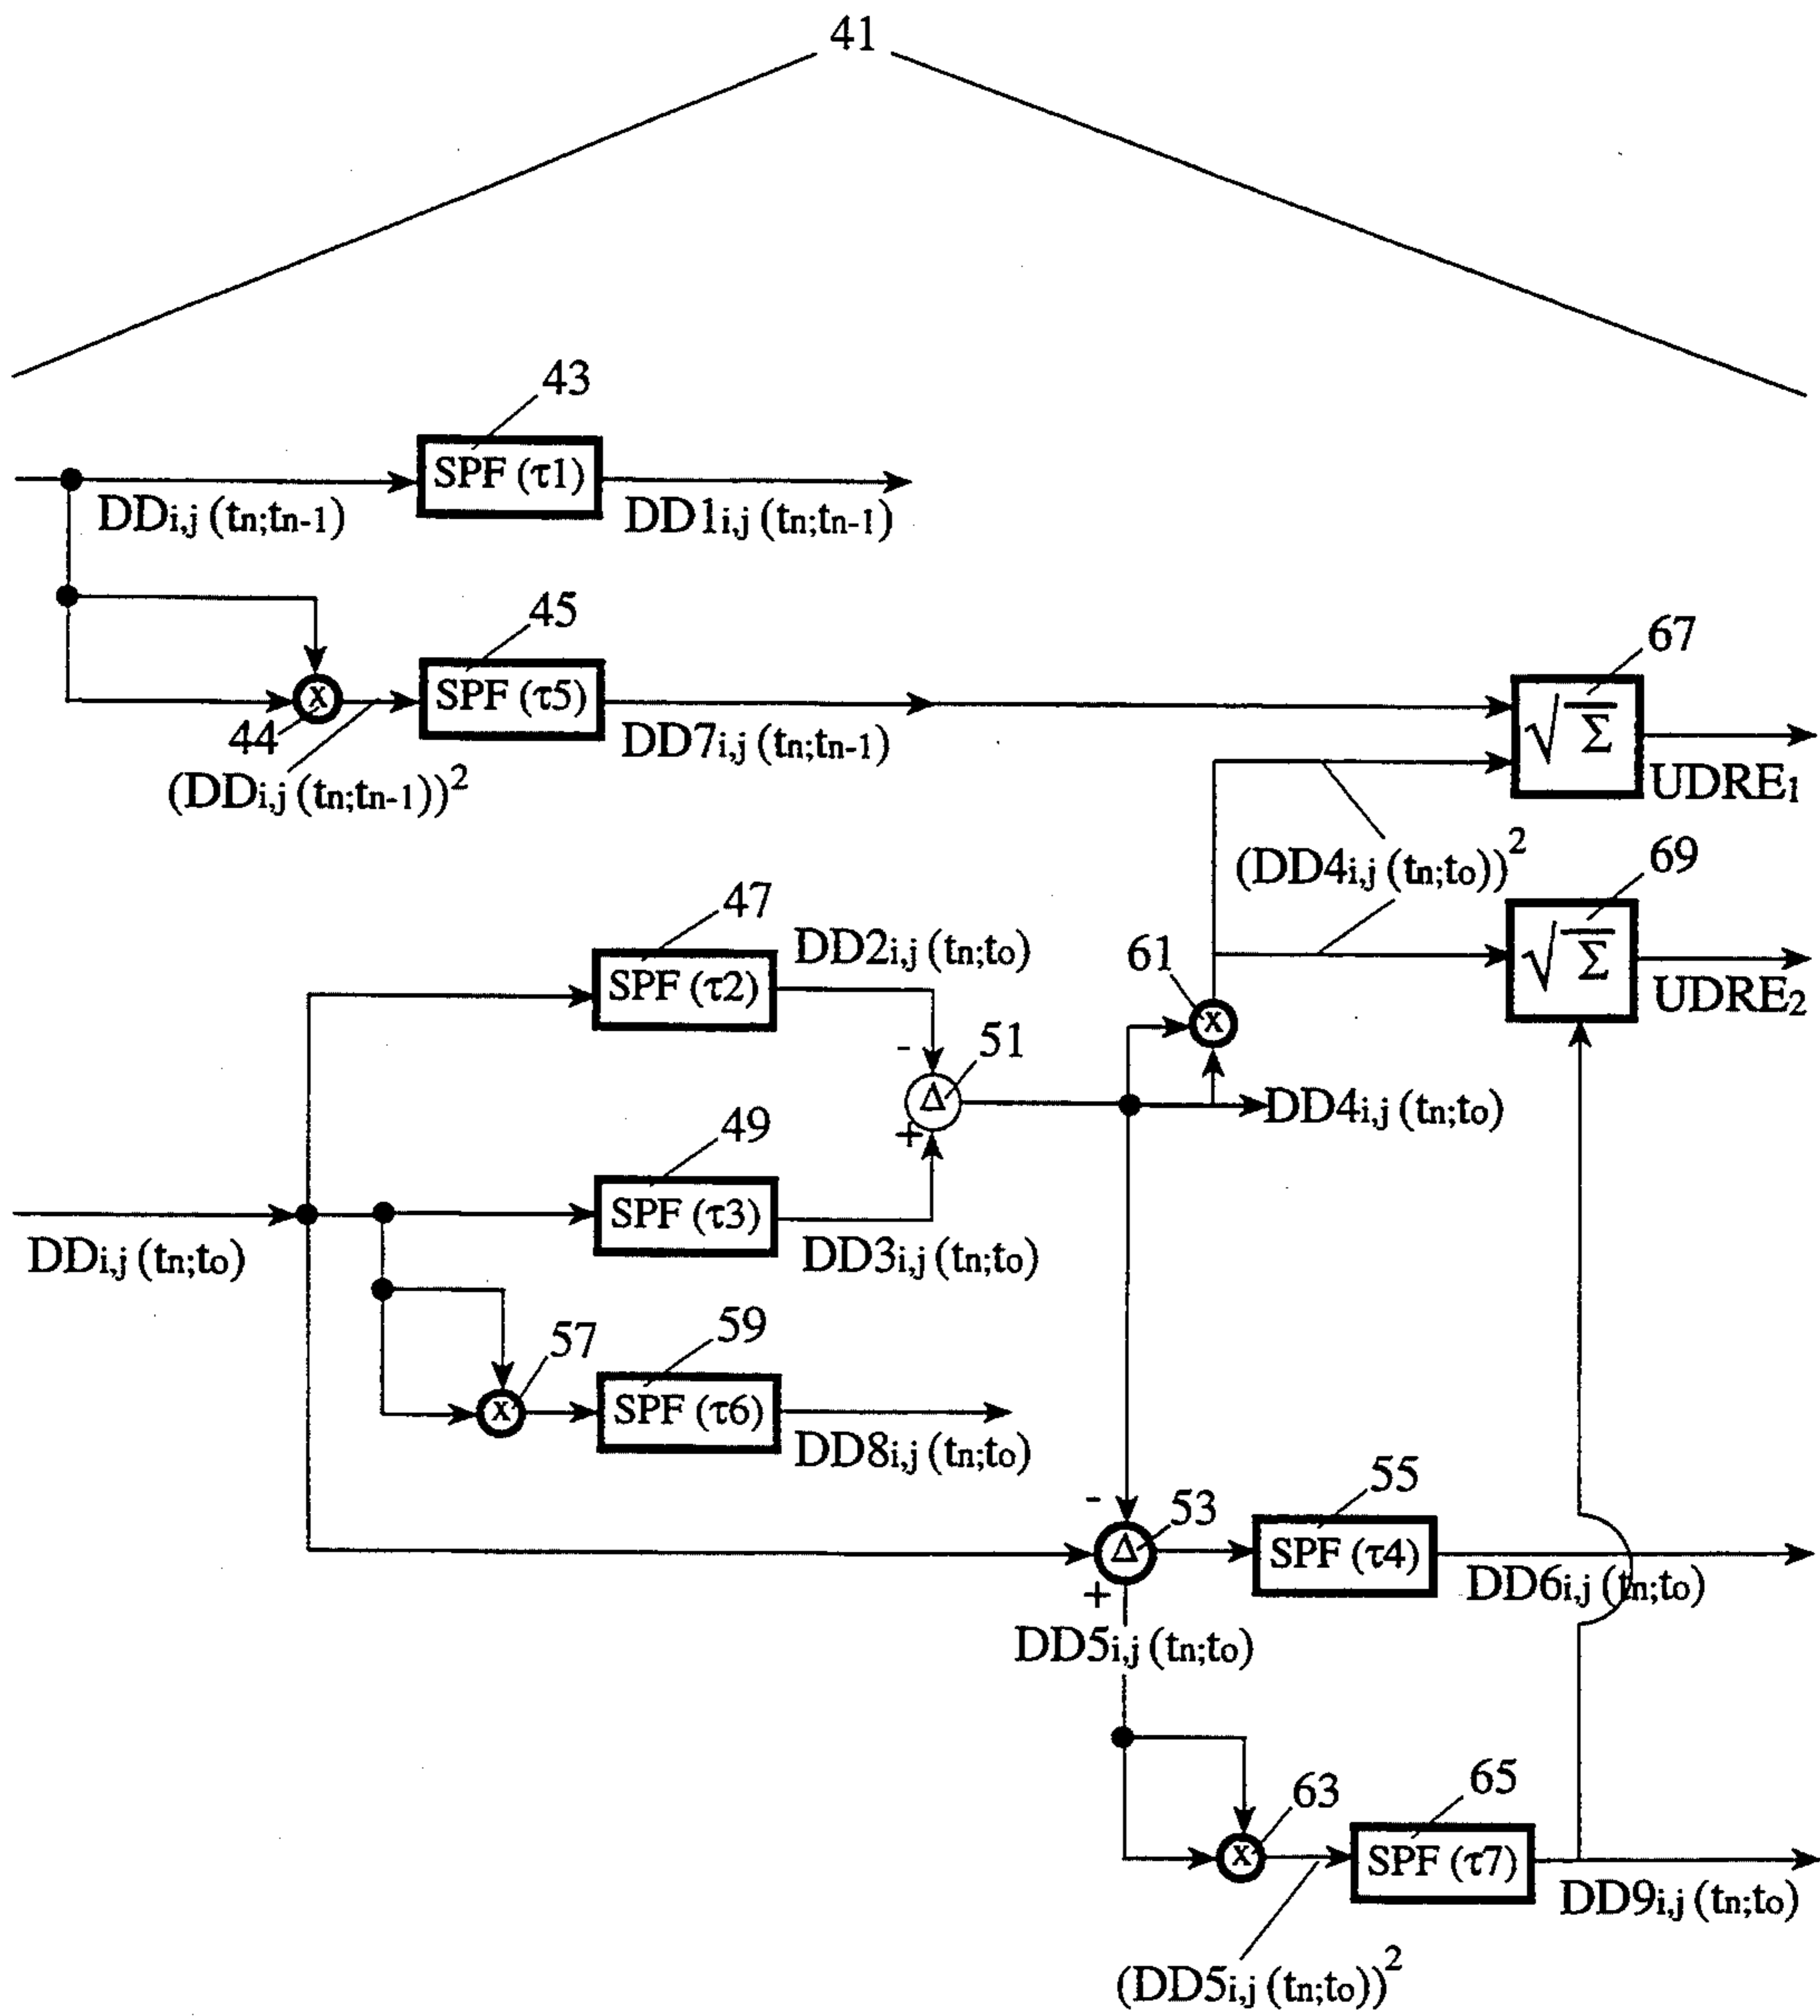 41
43
SPF (τ1)
DDi,j (tn;tn-1)
DD1i,j (tn;tn-1)
45
SPF (τ5)
x
44
DD7i,j (tn;tn-1)
(DDi,j (tn;tn-1))²
67
√Σ
UDRE1
(DD4i,j (tn;to))²
69
√Σ
UDRE2
47
SPF (τ2)
DD2i,j (tn;to)
61
x
-
51
Δ
+
DD4i,j (tn;to)
49
SPF (τ3)
DD3i,j (tn;to)
DDi,j (tn;to)
57
x
59
SPF (τ6)
DD8i,j (tn;to)
-
53
Δ
+
55
SPF (τ4)
DD6i,j (tn;to)
DD5i,j (tn;to)
63
x
65
SPF (τ7)
DD9i,j (tn;to)
(DD5i,j (tn;to))²